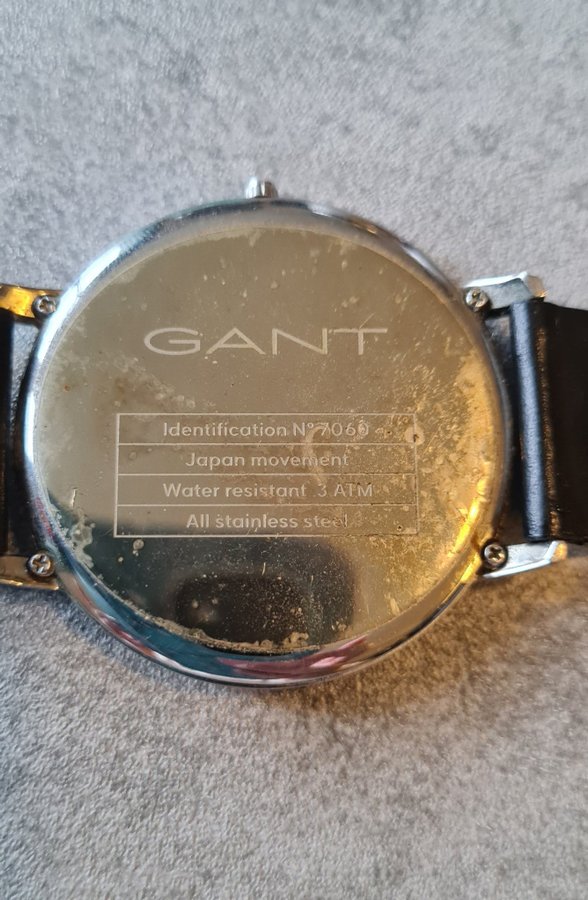 GANT
Identification N° 7060
Japan movement
Water resistant 3 ATM
All stainless steel